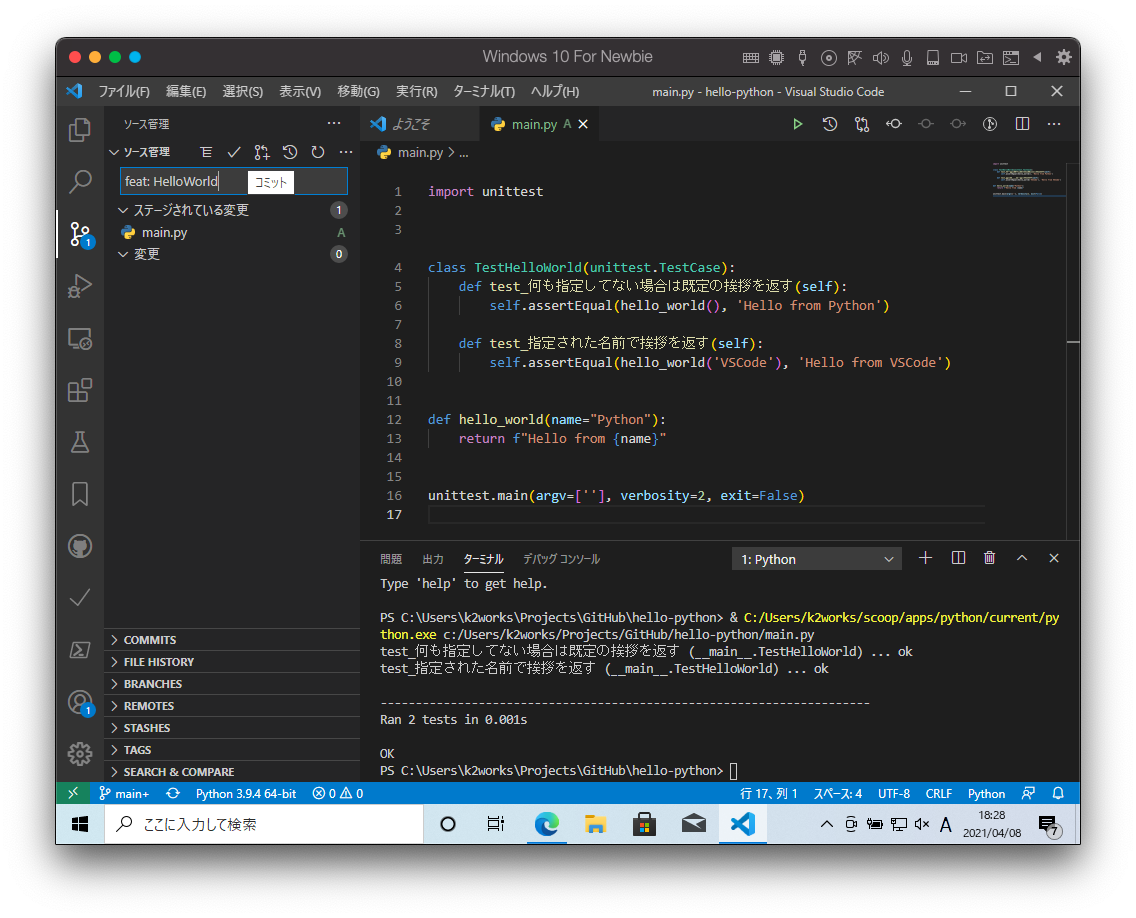 Windows 10 For Newbie
ファイル(F) 編集(E) 選択(S) 表示(V) 移動(G) 実行(R) ターミナル(T) ヘルプ(H) main.py - hello-python - Visual Studio Code
ソース管理
ソース管理
feat: HelloWorld
コミット
ステージされている変更 1
main.py A
変更 0
1
COMMITS
FILE HISTORY
BRANCHES
REMOTES
STASHES
TAGS
SEARCH & COMPARE
1
ようこそ
main.py A
main.py > ...
1 import unittest
2
3
4 class TestHelloWorld(unittest.TestCase):
5 def test_何も指定してない場合は既定の挨拶を返す(self):
6 self.assertEqual(hello_world(), 'Hello from Python')
7
8 def test_指定された名前で挨拶を返す(self):
9 self.assertEqual(hello_world('VSCode'), 'Hello from VSCode')
10
11
12 def hello_world(name="Python"):
13 return f"Hello from {name}"
14
15
16 unittest.main(argv=[''], verbosity=2, exit=False)
17
問題 出力 ターミナル デバッグ コンソール 1: Python
Type 'help' to get help.
PS C:\Users\k2works\Projects\GitHub\hello-python> & C:/Users/k2works/scoop/apps/python/current/py
thon.exe c:/Users/k2works/Projects/GitHub/hello-python/main.py
test_何も指定してない場合は既定の挨拶を返す (__main__.TestHelloWorld) ... ok
test_指定された名前で挨拶を返す (__main__.TestHelloWorld) ... ok
----------------------------------------------------------------------
Ran 2 tests in 0.001s
OK
PS C:\Users\k2works\Projects\GitHub\hello-python>
main+ Python 3.9.4 64-bit 0 0 行 17、列 1 スペース: 4 UTF-8 CRLF Python
ここに入力して検索
A
18:28
2021/04/08
7